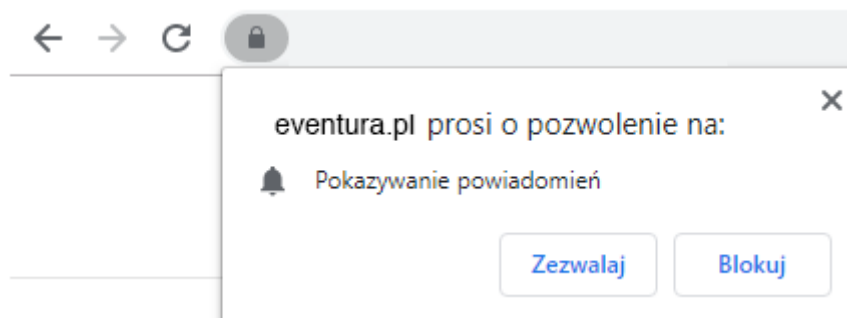 eventura.pl prosi o pozwolenie na:
Pokazywanie powiadomień
Zezwalaj Blokuj